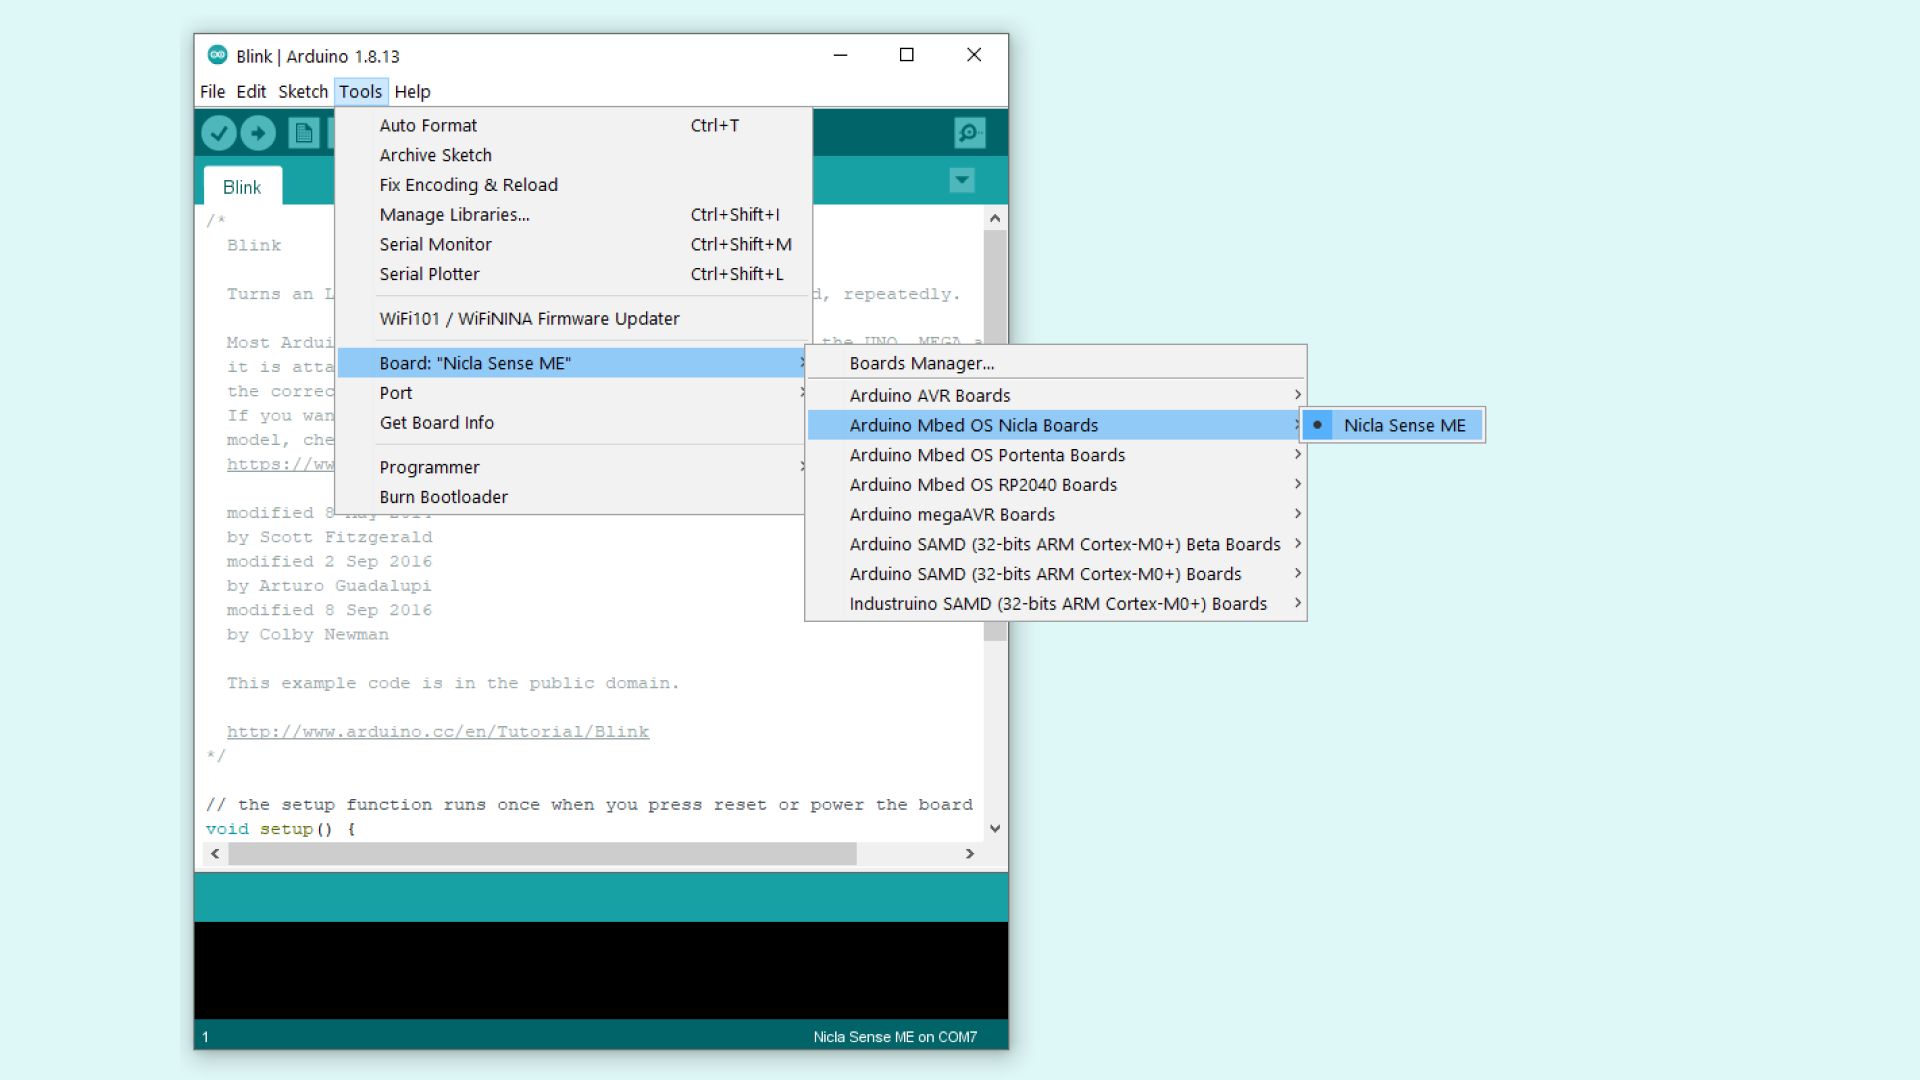 Blink | Arduino 1.8.13
File Edit Sketch Tools Help
Auto Format Ctrl+T
Archive Sketch
Fix Encoding & Reload
Manage Libraries... Ctrl+Shift+I
Serial Monitor Ctrl+Shift+M
Serial Plotter Ctrl+Shift+L
WiFi101 / WiFiNINA Firmware Updater
Board: "Nicla Sense ME"
Port
Get Board Info
Programmer
Burn Bootloader
Boards Manager...
Arduino AVR Boards
Arduino Mbed OS Nicla Boards
Arduino Mbed OS Portenta Boards
Arduino Mbed OS RP2040 Boards
Arduino megaAVR Boards
Arduino SAMD (32-bits ARM Cortex-M0+) Beta Boards
Arduino SAMD (32-bits ARM Cortex-M0+) Boards
Industruino SAMD (32-bits ARM Cortex-M0+) Boards
Nicla Sense ME
Blink
/*
Blink
Turns an L d, repeatedly.
Most Ardui the UNO, MEGA a
it is atta
the correc
If you wan
model, che
https://ww
modified 8
by Scott Fitzgerald
modified 2 Sep 2016
by Arturo Guadalupi
modified 8 Sep 2016
by Colby Newman
This example code is in the public domain.
http://www.arduino.cc/en/Tutorial/Blink
*/
// the setup function runs once when you press reset or power the board
void setup() {
1 Nicla Sense ME on COM7